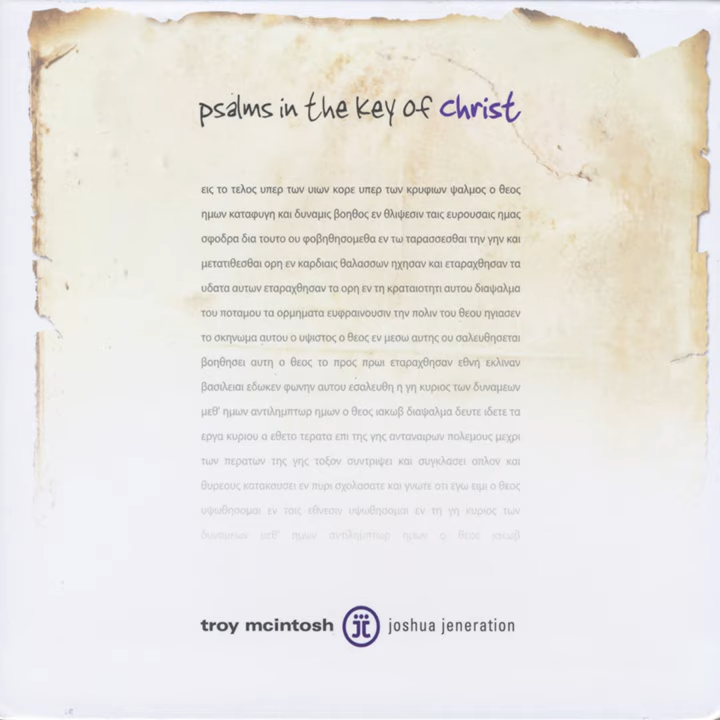 psalms in the key of christ
εις το τελος υπερ των υιων κορε υπερ των κρυφιων ψαλμος ο θεος
ημων καταφυγη και δυναμις βοηθος εν θλιψεσιν ταις ευρουσαις ημας
σφοδρα δια τουτο ου φοβηθησομεθα εν τω ταρασσεσθαι την γην και
μετατιθεσθαι ορη εν καρδιαις θαλασσων ηχησαν και εταραχθησαν τα
υδατα αυτων εταραχθησαν τα ορη εν τη κραταιοτητι αυτου διαψαλμα
του ποταμου τα ορμηματα ευφραινουσιν την πολιν του θεου ηγιασεν
το σκηνωμα αυτου ο υψιστος ο θεος εν μεσω αυτης ου σαλευθησεται
βοηθησει αυτη ο θεος το προς πρωι εταραχθησαν εθνη εκλιναν
βασιλειαι εδωκεν φωνην αυτου εσαλευθη η γη κυριος των δυναμεων
μεθ' ημων αντιλημπτωρ ημων ο θεος ιακωβ διαψαλμα δευτε ιδετε τα
εργα κυριου α εθετο τερατα επι της γης ανταναιρων πολεμους μεχρι
των περατων της γης τοξον συντριψει και συγκλασει οπλον και
θυρεους κατακαυσει εν πυρι σχολασατε και γνωτε οτι εγω ειμι ο θεος
υψωθησομαι εν τοις εθνεσιν υψωθησομαι εν τη γη κυριος των
δυναμεων μεθ' ημων αντιλημπτωρ ημων ο θεος ιακωβ
troy mcintosh joshua jeneration